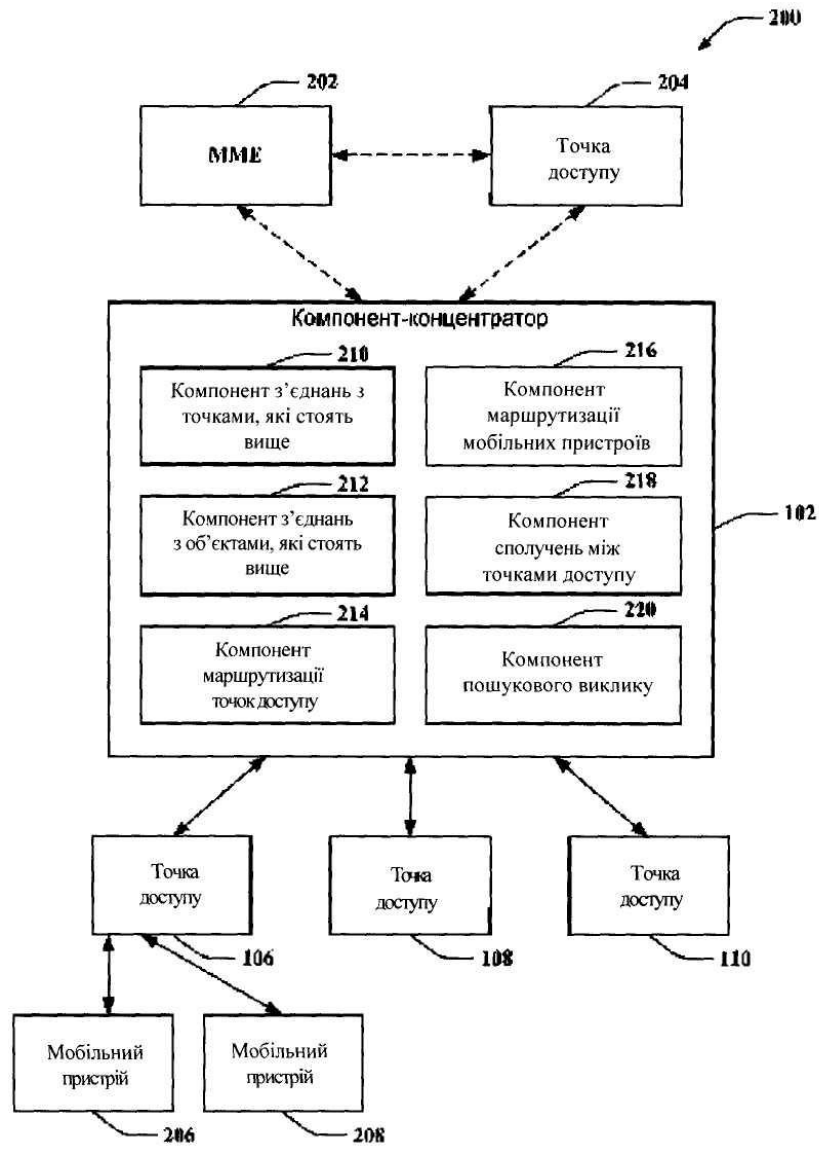 200
202
204
MME
Точка
доступу
Компонент-концентратор
210
216
Компонент з’єднань з
точками, які стоять
вище
Компонент
маршрутизації
мобільних пристроїв
212
218
Компонент з’єднань
з об’єктами, які стоять
вище
Компонент
сполучень між
точками доступу
102
214
220
Компонент
маршрутизації
точок доступу
Компонент
пошукового виклику
Точка
доступу
Точка
доступу
Точка
доступу
106
108
110
Мобільний
пристрій
Мобільний
пристрій
206
208